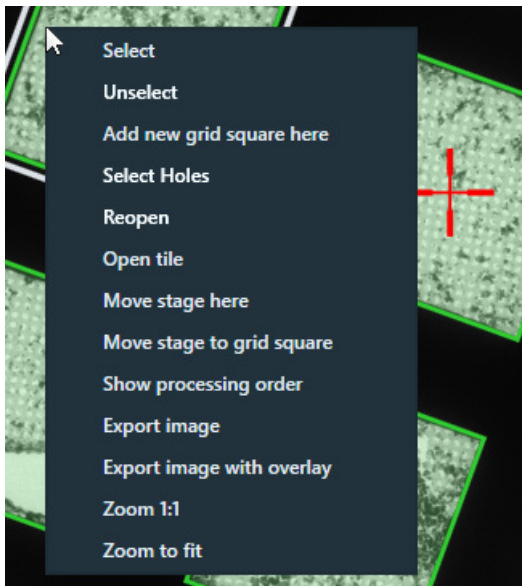 Select
Unselect
Add new grid square here
Select Holes
Reopen
Open tile
Move stage here
Move stage to grid square
Show processing order
Export image
Export image with overlay
Zoom 1:1
Zoom to fit